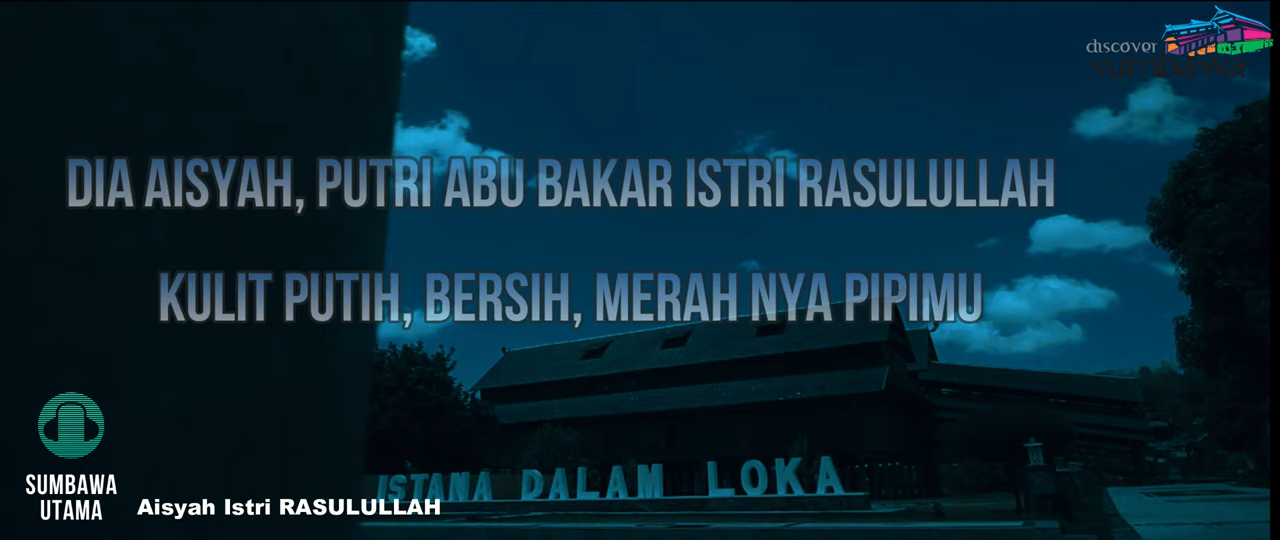 discover
sumbawa
DIA AISYAH, PUTRI ABU BAKAR ISTRI RASULULLAH
KULIT PUTIH, BERSIH, MERAH NYA PIPIMU
ISTANA DALAM LOKA
SUMBAWA
UTAMA
Aisyah Istri RASULULLAH